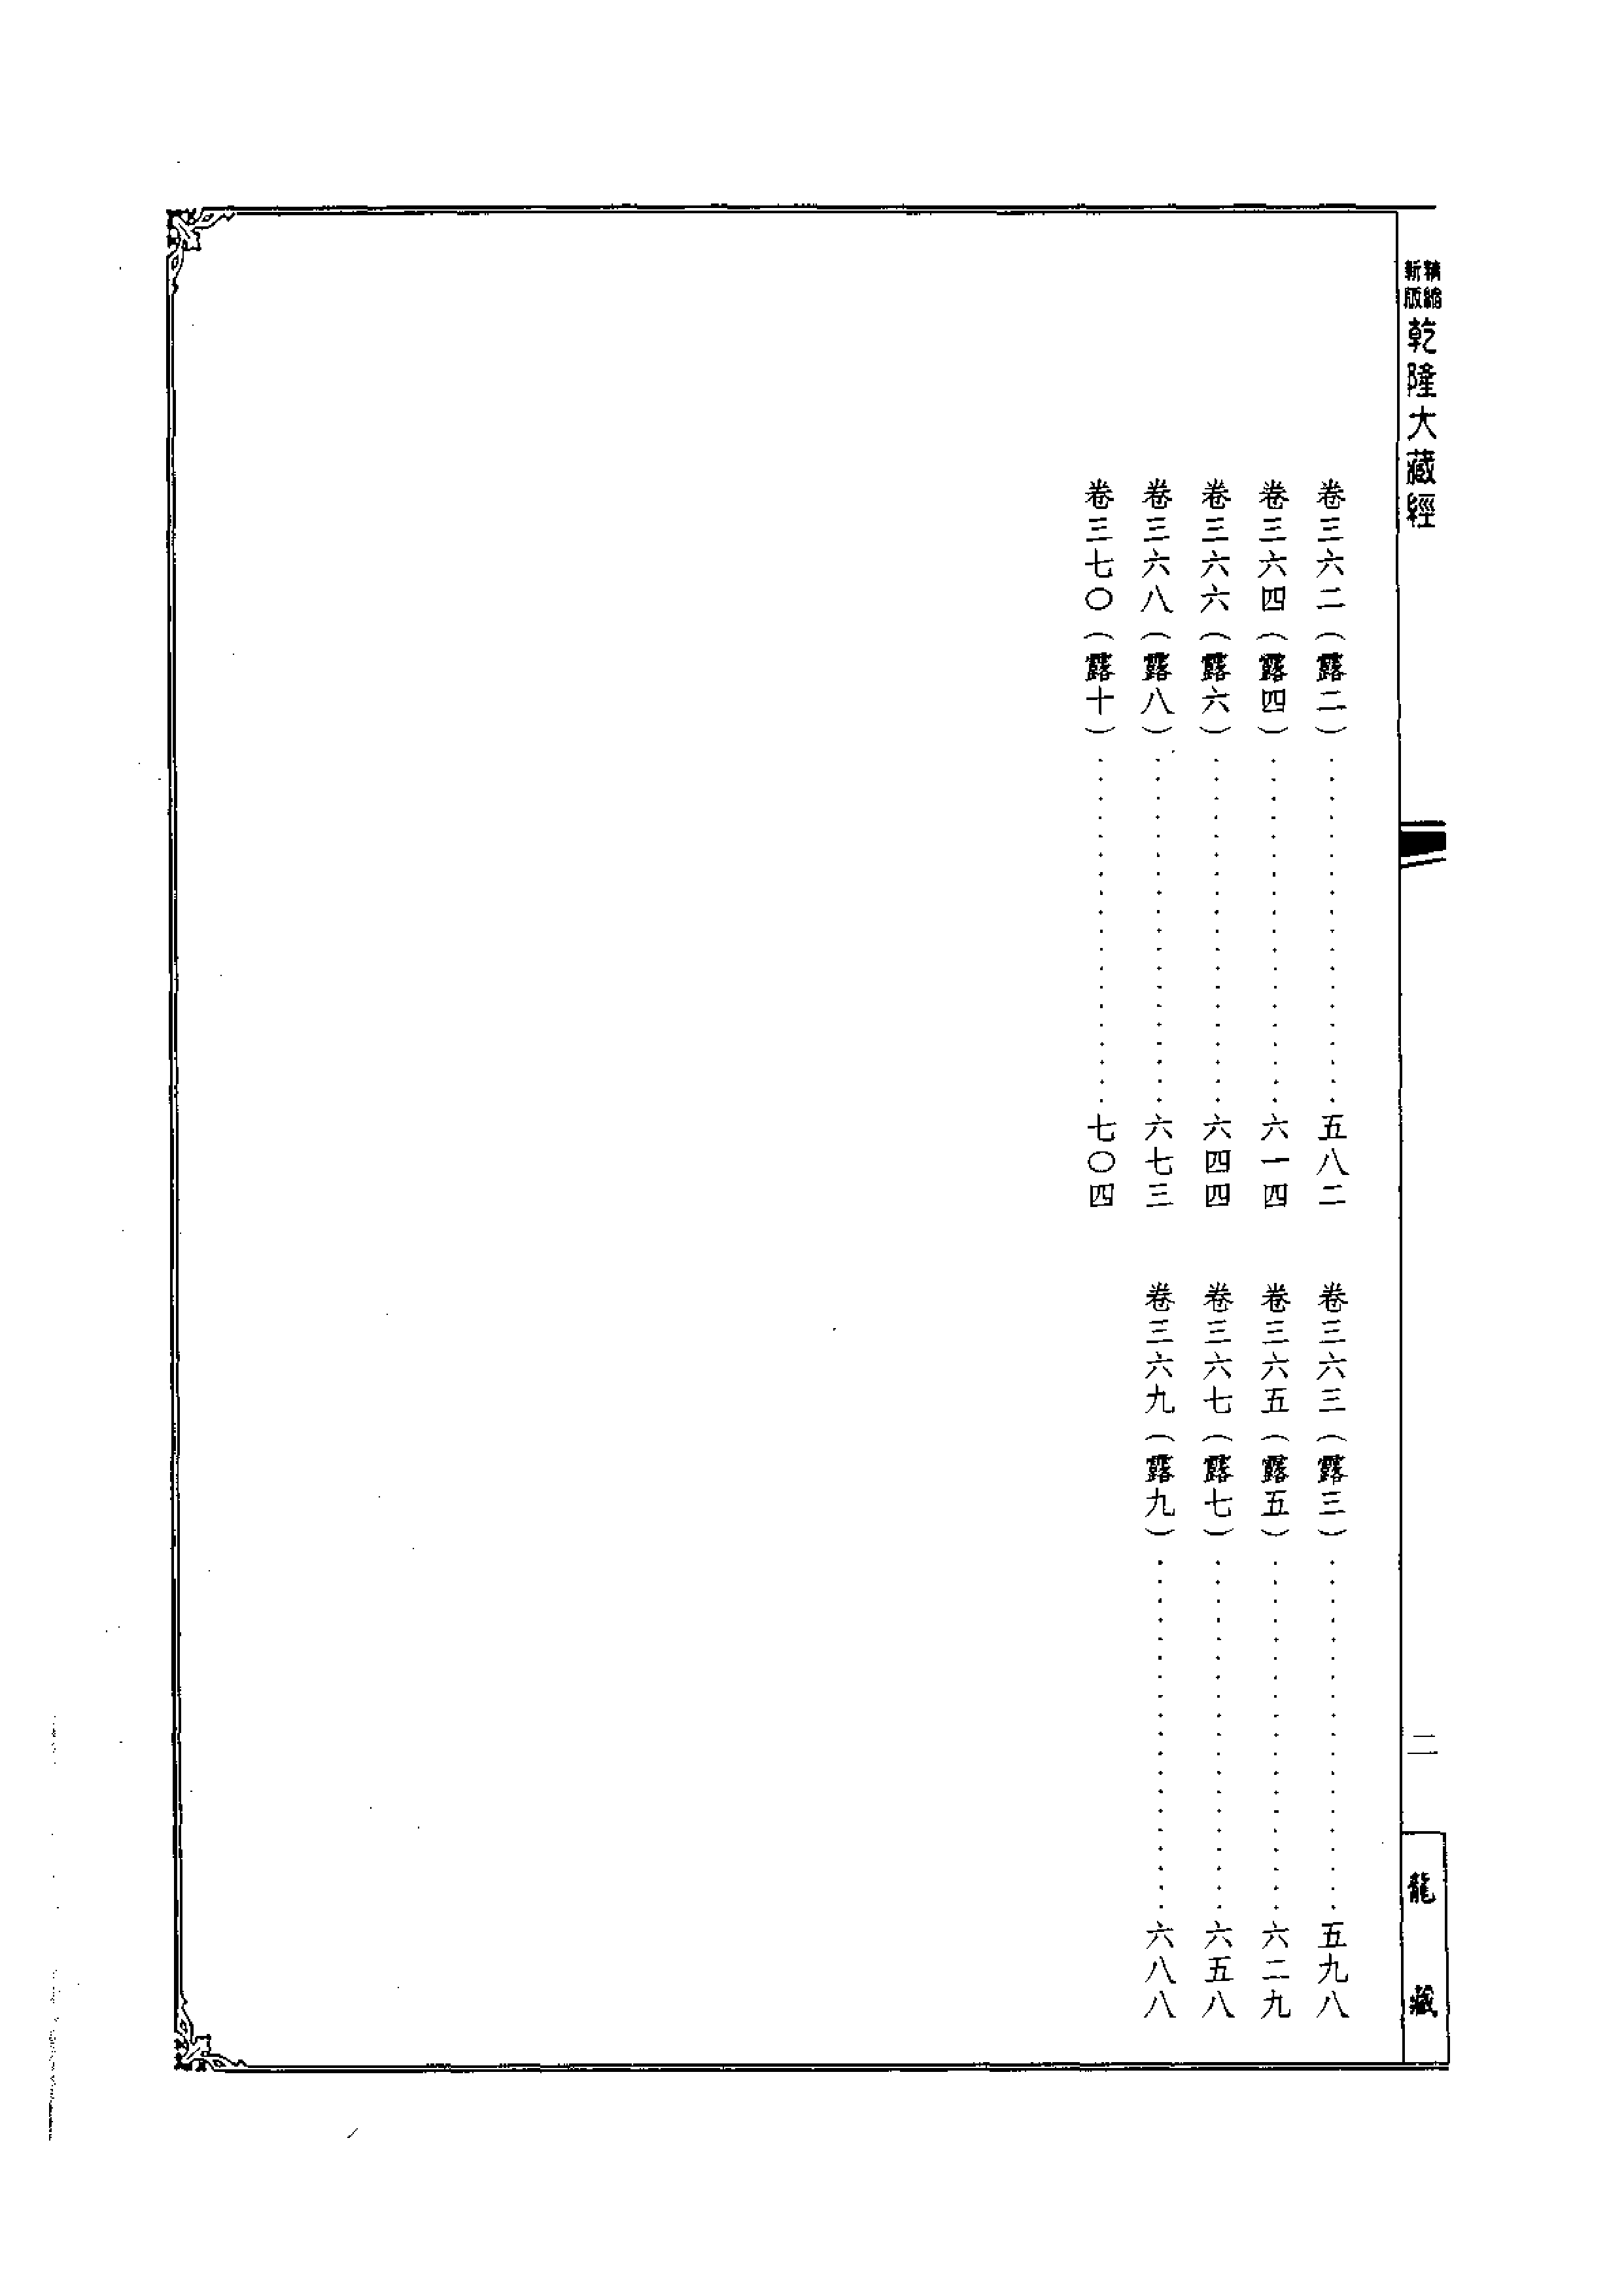 精縮
新版
乾隆大藏經
二
龍藏
卷三六二（露二）··················五八二
卷三六三（露三）··················五九八
卷三六四（露四）··················六一四
卷三六五（露五）··················六二九
卷三六六（露六）··················六四四
卷三六七（露七）··················六五八
卷三六八（露八）··················六七三
卷三六九（露九）··················六八八
卷三七〇（露十）··················七〇四